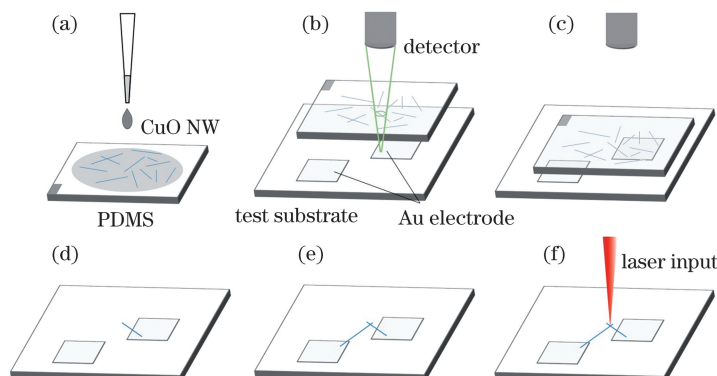 (a)
(b)
(c)
detector
CuO NW
PDMS
test substrate
Au electrode
(d)
(e)
(f)
laser input